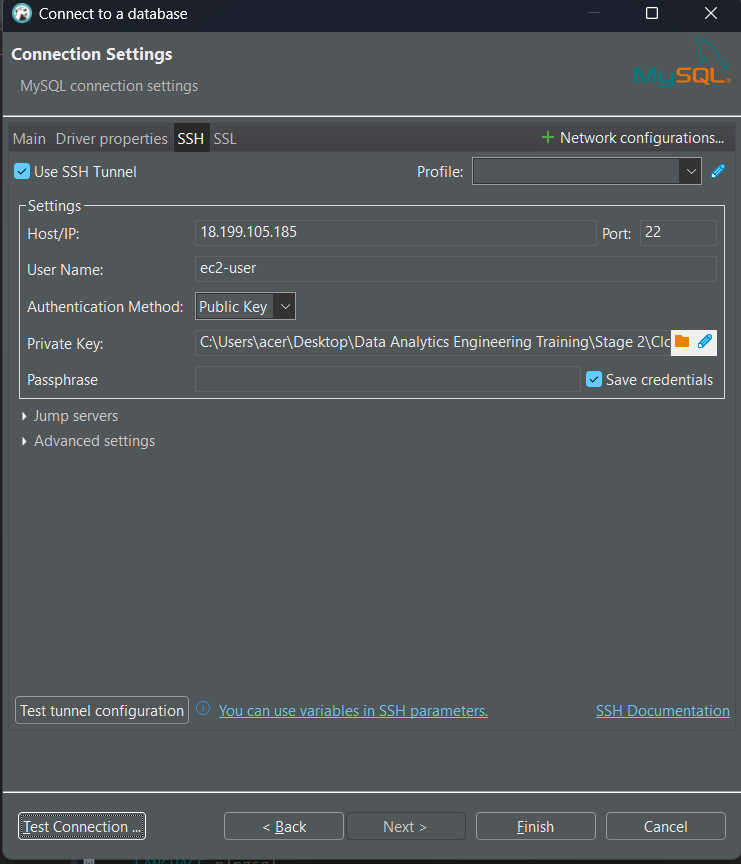 Connect to a database
Connection Settings
MySQL connection settings
MySQL
Main Driver properties SSH SSL + Network configurations...
Use SSH Tunnel Profile:
Settings
Host/IP: 18.199.105.185 Port: 22
User Name: ec2-user
Authentication Method: Public Key
Private Key: C:\Users\acer\Desktop\Data Analytics Engineering Training\Stage 2\Clc
Passphrase Save credentials
Jump servers
Advanced settings
Test tunnel configuration You can use variables in SSH parameters. SSH Documentation
Test Connection ... < Back Next > Finish Cancel